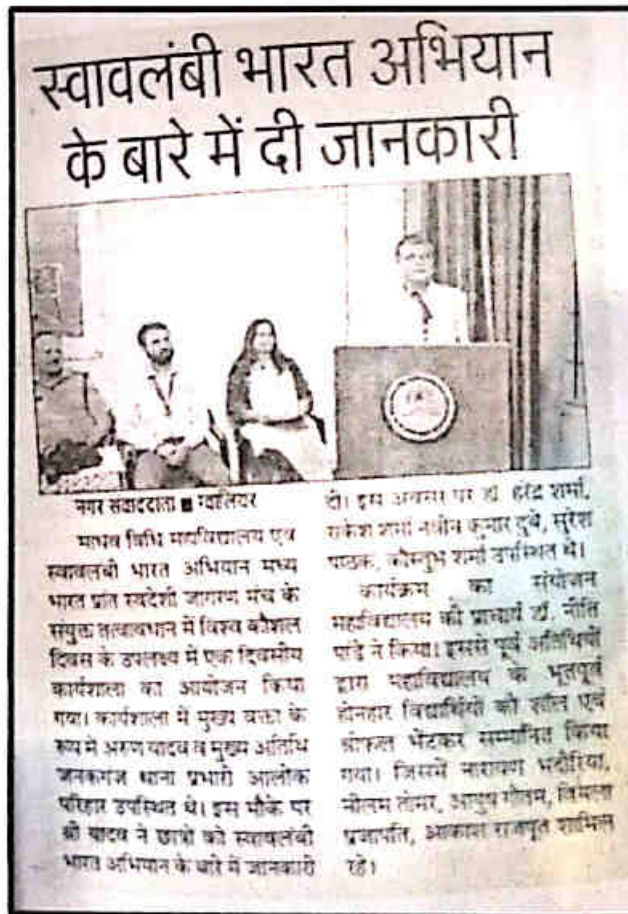 स्वावलंबी भारत अभियान
के बारे में दी जानकारी
नगर संवाददाता ■ ग्वालियर
माधव विधि महाविद्यालय एवं
स्वावलंबी भारत अभियान मध्य
भारत प्रांत स्वदेशी जागरण मंच के
संयुक्त तत्वावधान में विश्व कौशल
दिवस के उपलक्ष्य में एक दिवसीय
कार्यशाला का आयोजन किया
गया। कार्यशाला में मुख्य वक्ता के
रूप में अरुण यादव व मुख्य अतिथि
जनकगंज थाना प्रभारी आलोक
परिहार उपस्थित थे। इस मौके पर
श्री यादव ने छात्रों को स्वावलंबी
भारत अभियान के बारे में जानकारी
दी। इस अवसर पर डॉ. हरेंद्र शर्मा,
राकेश शर्मा नवीन कुमार दुबे, सुरेश
पाठक, कौस्तुभ शर्मा उपस्थित थे।
कार्यक्रम का संयोजन
महाविद्यालय की प्राचार्य डॉ. नीति
पांडे ने किया। इससे पूर्व अतिथियों
द्वारा महाविद्यालय के भूतपूर्व
होनहार विद्यार्थियों को शॉल एवं
श्रीफल भेंटकर सम्मानित किया
गया। जिसमें नारायण भदौरिया,
नीलम तोमर, आयुष गौतम, विमला
प्रजापति, आकाश राजपूत शामिल
रहे।